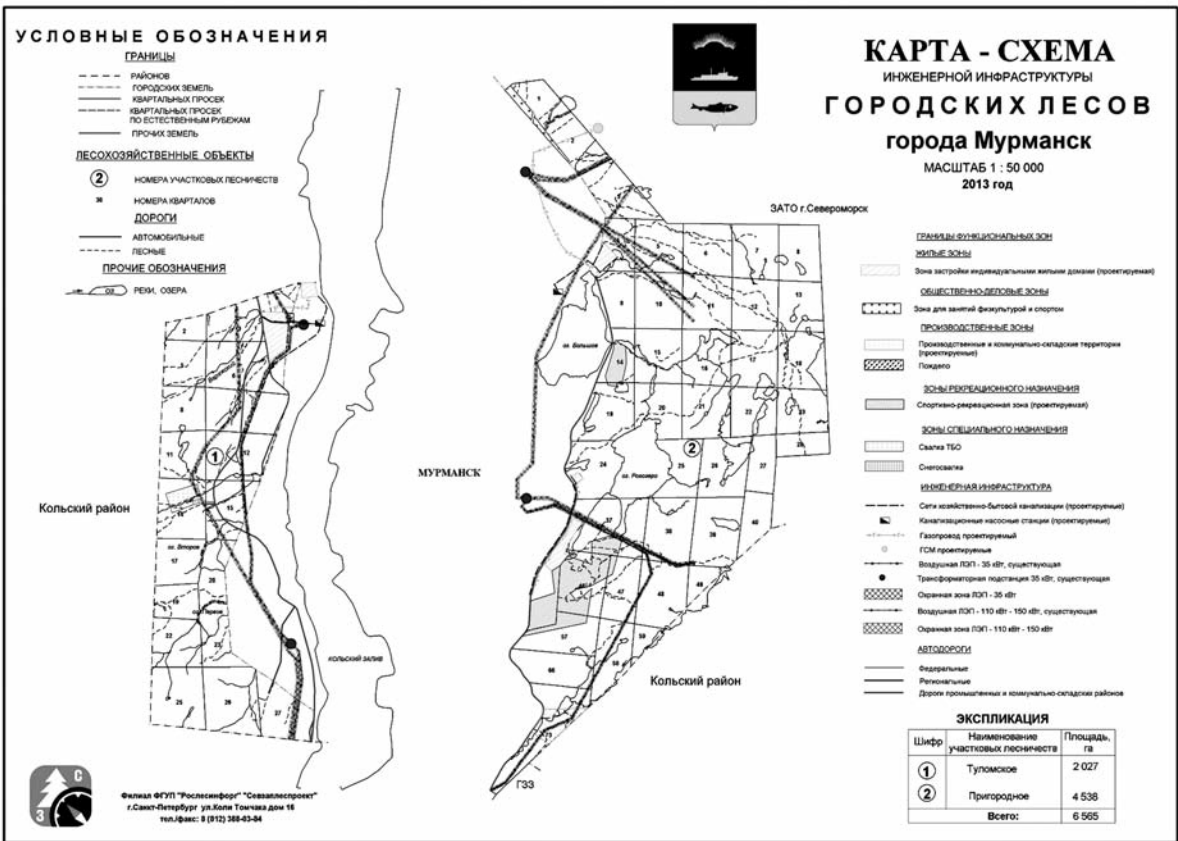 УСЛОВНЫЕ ОБОЗНАЧЕНИЯ
ГРАНИЦЫ
РАЙОНОВ
ГОРОДСКИХ ЗЕМЕЛЬ
КВАРТАЛЬНЫХ ПРОСЕК
КВАРТАЛЬНЫХ ПРОСЕК
ПО ЕСТЕСТВЕННЫМ РУБЕЖАМ
ПРОЧИХ ЗЕМЕЛЬ
ЛЕСОХОЗЯЙСТВЕННЫЕ ОБЪЕКТЫ
2 НОМЕРА УЧАСТКОВЫХ ЛЕСНИЧЕСТВ
36 НОМЕРА КВАРТАЛОВ
ДОРОГИ
АВТОМОБИЛЬНЫЕ
ЛЕСНЫЕ
ПРОЧИЕ ОБОЗНАЧЕНИЯ
РЕКИ, ОЗЕРА
КАРТА - СХЕМА
ИНЖЕНЕРНОЙ ИНФРАСТРУКТУРЫ
ГОРОДСКИХ ЛЕСОВ
города Мурманск
МАСШТАБ 1 : 50 000
2013 год
ЗАТО г.Североморск
ГРАНИЦЫ ФУНКЦИОНАЛЬНЫХ ЗОН
ЖИЛЫЕ ЗОНЫ
Зона застройки индивидуальными жилыми домами (проектируемая)
ОБЩЕСТВЕННО-ДЕЛОВЫЕ ЗОНЫ
Зона для занятий физкультурой и спортом
ПРОИЗВОДСТВЕННЫЕ ЗОНЫ
Производственные и коммунально-складские территории
(проектируемые)
Пождепо
ЗОНЫ РЕКРЕАЦИОННОГО НАЗНАЧЕНИЯ
Спортивно-рекреационная зона (проектируемая)
ЗОНЫ СПЕЦИАЛЬНОГО НАЗНАЧЕНИЯ
Свалка ТБО
Снегосвалка
ИНЖЕНЕРНАЯ ИНФРАСТРУКТУРА
Сети хозяйственно-бытовой канализации (проектируемые)
Канализационные насосные станции (проектируемые)
Газопровод проектируемый
ГСМ проектируемые
Воздушная ЛЭП - 35 кВт, существующая
Трансформаторная подстанция 35 кВт, существующая
Охранная зона ЛЭП - 35 кВт
Воздушная ЛЭП - 110 кВт - 150 кВт, существующая
Охранная зона ЛЭП - 110 кВт - 150 кВт
АВТОДОРОГИ
Федеральные
Региональные
Дороги промышленных и коммунально-складских районов
оз. Большое
МУРМАНСК
Кольский район
КОЛЬСКИЙ ЗАЛИВ
Кольский район
ГЗЗ
ЭКСПЛИКАЦИЯ
Шифр Наименование участковых лесничеств Площадь, га
1 Туломское 2 027
2 Пригородное 4 538
Всего: 6 565
С
З
Филиал ФГУП "Рослесинфорг" "Севзаплеспроект"
г.Санкт-Петербург ул.Коли Томчака дом 16